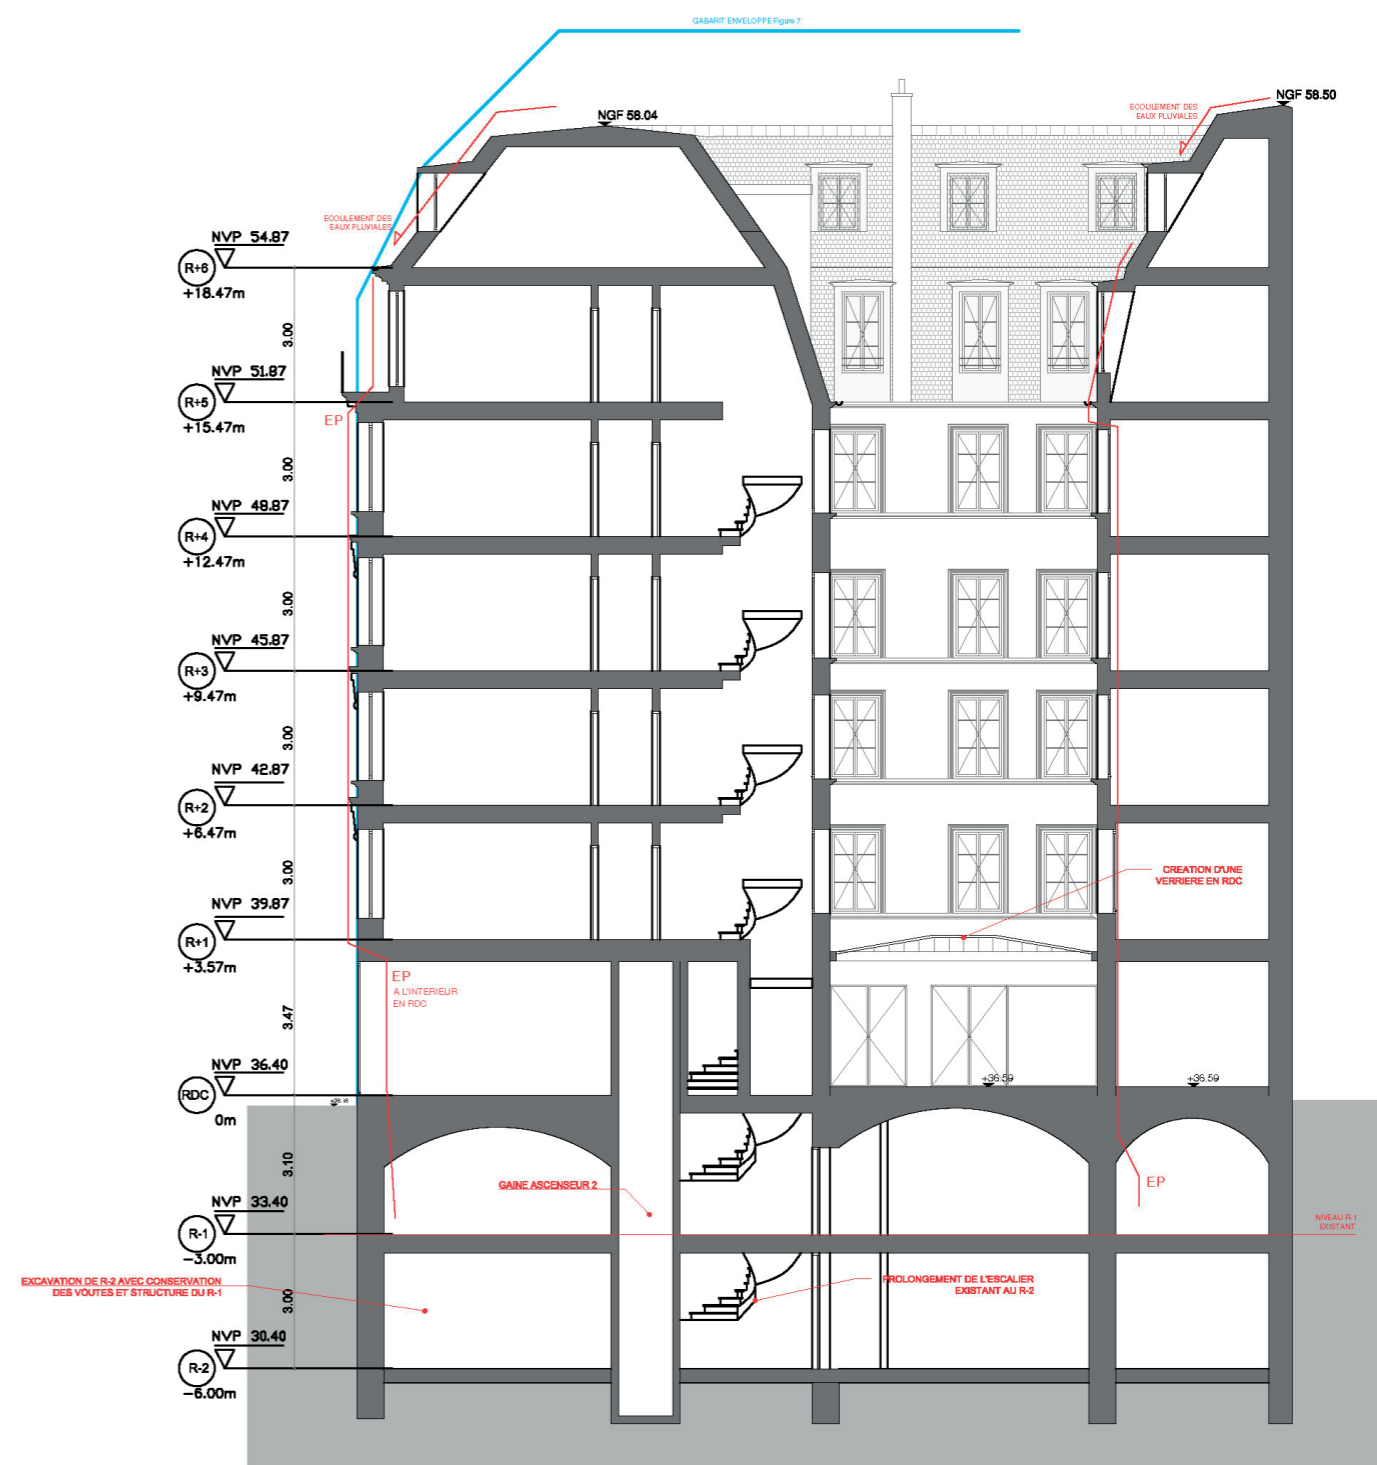 GABARIT ENVELOPPE Figure 7
NGF 58.50
ECOULEMENT DES
EAUX PLUVIALES
NGF 58.04
ECOULEMENT DES
EAUX PLUVIALES
NVP 54.87
R+6
+18.47m
3.00
NVP 51.87
R+5
+15.47m
EP
3.00
NVP 48.87
R+4
+12.47m
3.00
NVP 45.87
R+3
+9.47m
3.00
NVP 42.87
R+2
+6.47m
3.00
CREATION D'UNE
VERRIERE EN RDC
NVP 39.87
R+1
+3.57m
EP
A L'INTERIEUR
EN RDC
3.47
NVP 36.40
RDC
0m
+36.59
+36.59
3.10
GAINE ASCENSEUR 2
EP
NVP 33.40
R-1
-3.00m
NIVEAU R-1
EXISTANT
EXCAVATION DE R-2 AVEC CONSERVATION
DES VOUTES ET STRUCTURE DU R-1
3.00
PROLONGEMENT DE L'ESCALIER
EXISTANT AU R-2
NVP 30.40
R-2
-6.00m